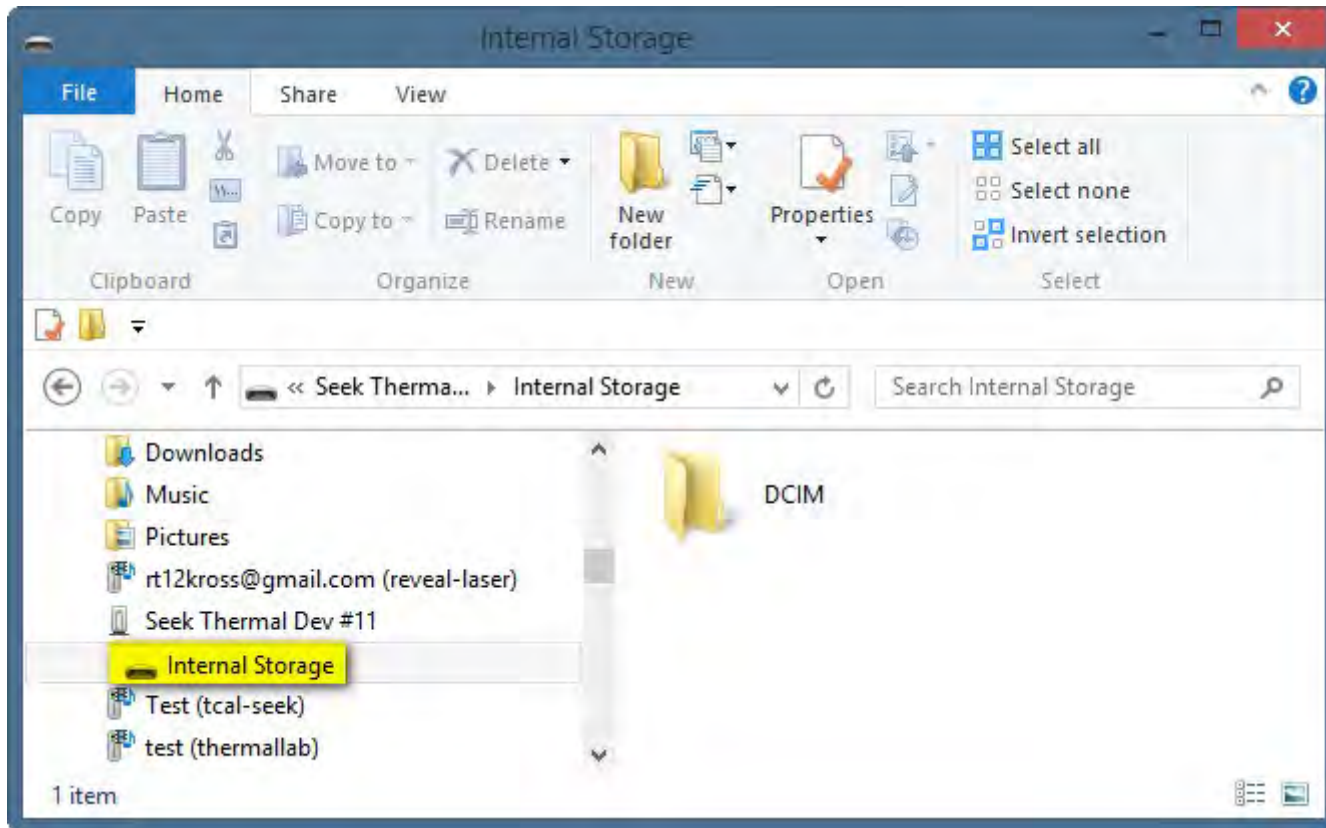 Internal Storage
File Home Share View
Copy
Paste
Move to
Copy to
Delete
Rename
New folder
Properties
Select all
Select none
Invert selection
Clipboard Organize New Open Select
« Seek Therma... Internal Storage
Search Internal Storage
Downloads
Music
Pictures
rt12kross@gmail.com (reveal-laser)
Seek Thermal Dev #11
Internal Storage
Test (tcal-seek)
test (thermallab)
DCIM
1 item